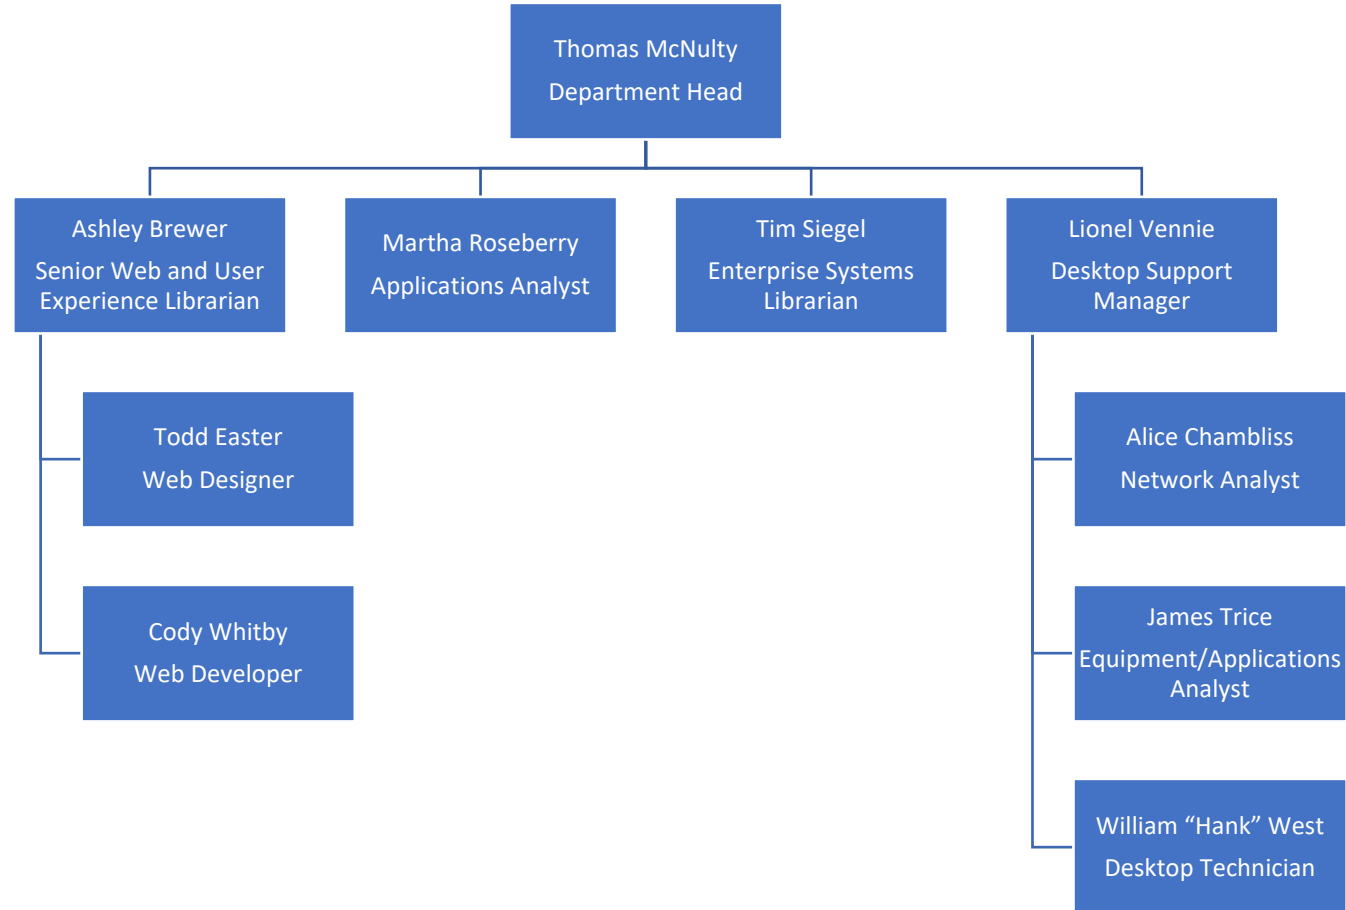 Thomas McNulty
Department Head
Ashley Brewer
Senior Web and User
Experience Librarian
Martha Roseberry
Applications Analyst
Tim Siegel
Enterprise Systems
Librarian
Lionel Vennie
Desktop Support
Manager
Todd Easter
Web Designer
Cody Whitby
Web Developer
Alice Chambliss
Network Analyst
James Trice
Equipment/Applications
Analyst
William “Hank” West
Desktop Technician